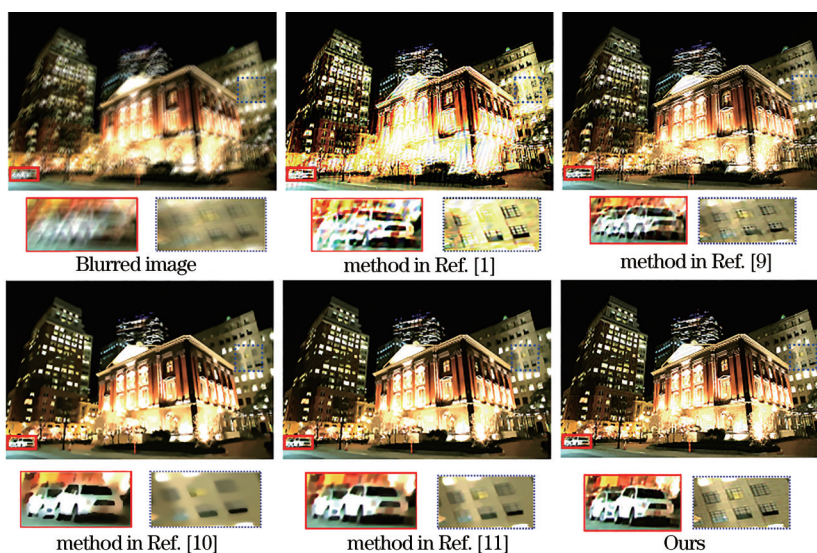 Blurred image
method in Ref. [1]
method in Ref. [9]
method in Ref. [10]
method in Ref. [11]
Ours